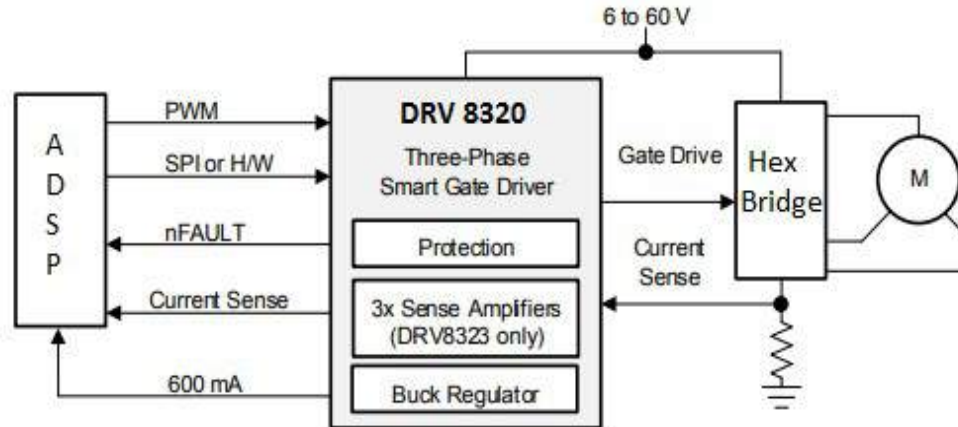 6 to 60 V
PWM
SPI or H/W
nFAULT
Current Sense
600 mA
A
D
S
P
DRV 8320
Three-Phase
Smart Gate Driver
Protection
3x Sense Amplifiers
(DRV8323 only)
Buck Regulator
Gate Drive
Current
Sense
Hex
Bridge
M